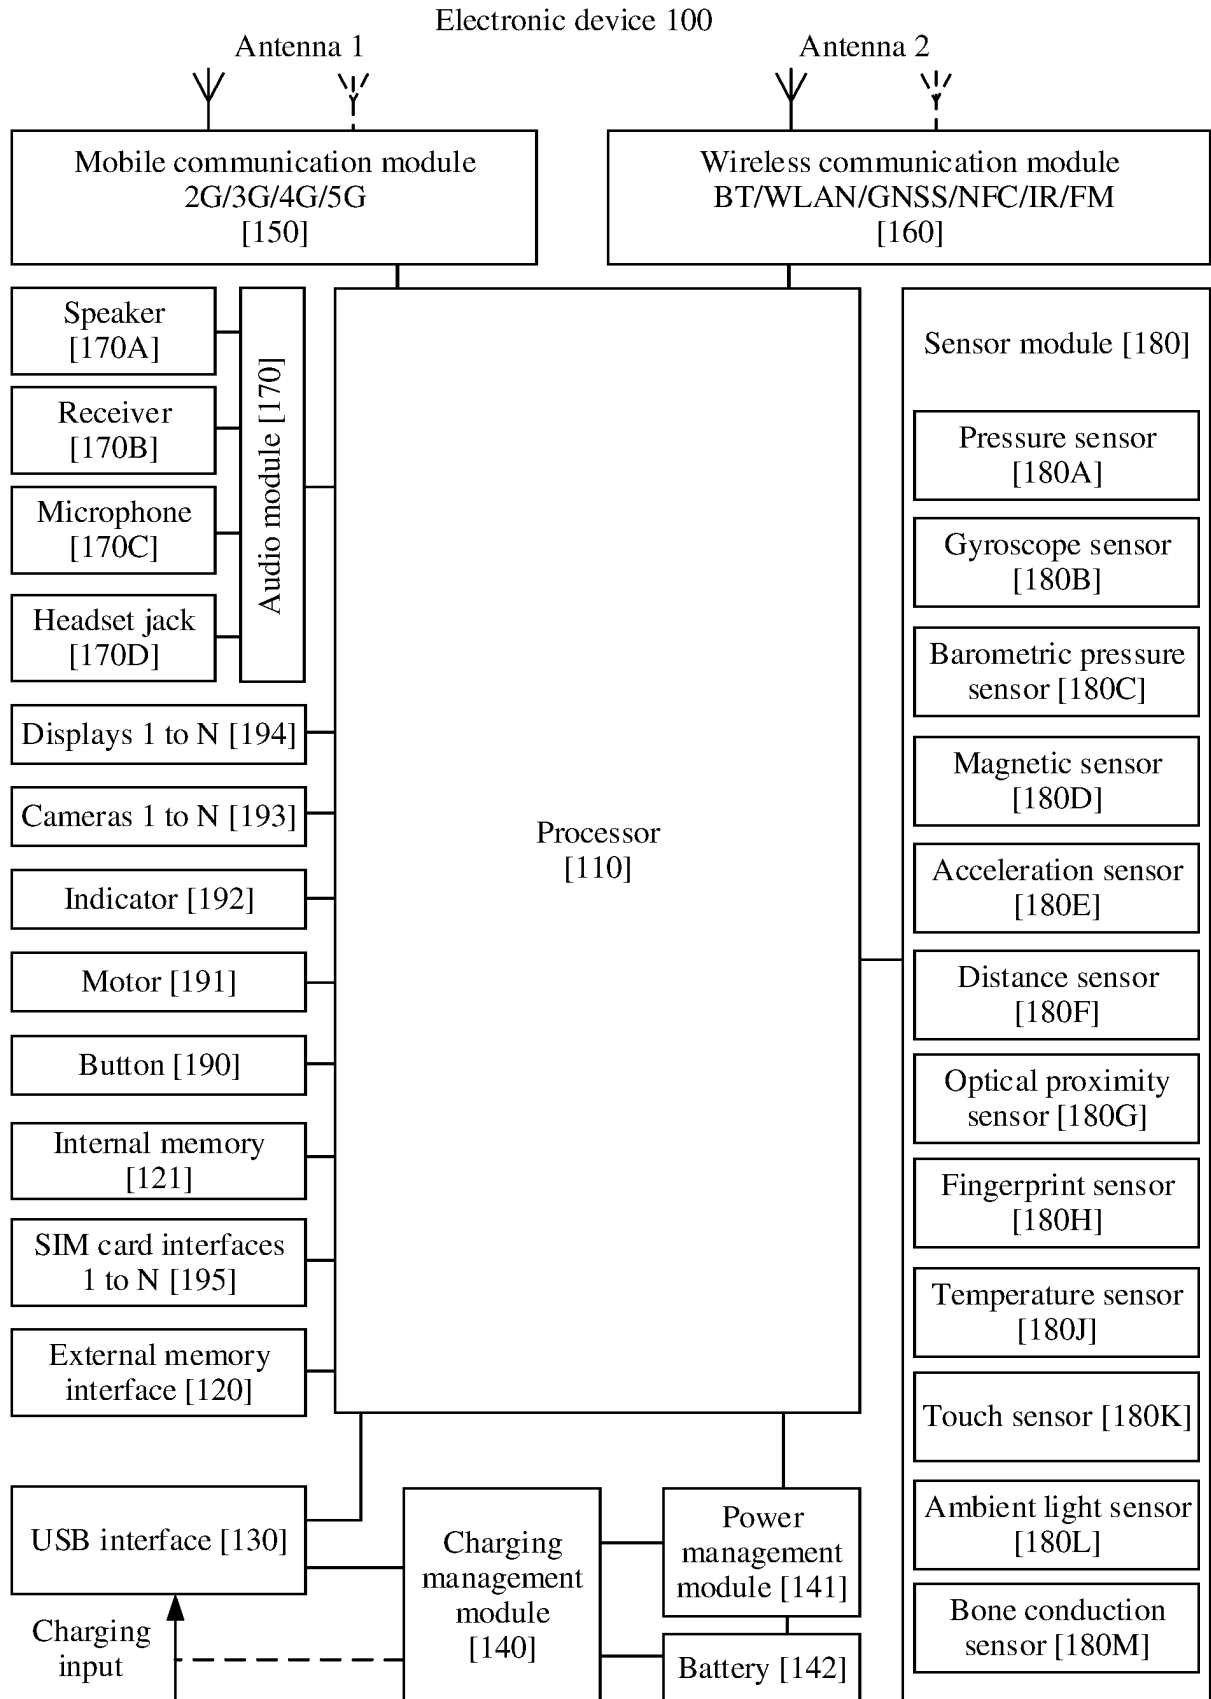 Electronic device 100
Antenna 1
Antenna 2
Mobile communication module
2G/3G/4G/5G
[150]
Wireless communication module
BT/WLAN/GNSS/NFC/IR/FM
[160]
Speaker
[170A]
Receiver
[170B]
Microphone
[170C]
Headset jack
[170D]
Audio module [170]
Displays 1 to N [194]
Cameras 1 to N [193]
Indicator [192]
Motor [191]
Button [190]
Internal memory
[121]
SIM card interfaces
1 to N [195]
External memory
interface [120]
Processor
[110]
Sensor module [180]
Pressure sensor
[180A]
Gyroscope sensor
[180B]
Barometric pressure
sensor [180C]
Magnetic sensor
[180D]
Acceleration sensor
[180E]
Distance sensor
[180F]
Optical proximity
sensor [180G]
Fingerprint sensor
[180H]
Temperature sensor
[180J]
Touch sensor [180K]
Ambient light sensor
[180L]
Bone conduction
sensor [180M]
USB interface [130]
Charging
input
Charging
management
module
[140]
Power
management
module [141]
Battery [142]